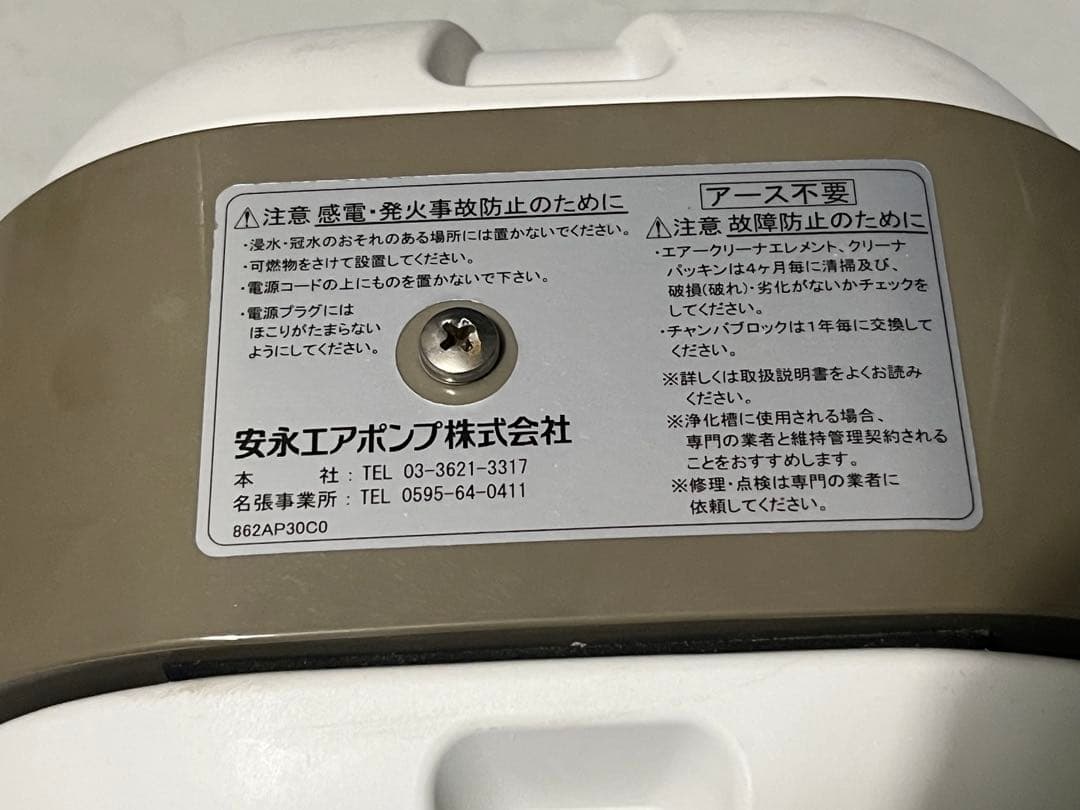 ⚠注意 感電・発火事故防止のために
・浸水・冠水のおそれのある場所には置かないでください。
・可燃物をさけて設置してください。
・電源コードの上にものを置かないで下さい。
・電源プラグには
ほこりがたまらない
ようにしてください。
安永エアポンプ株式会社
本 社：TEL 03-3621-3317
名張事業所：TEL 0595-64-0411
862AP30C0
アース不要
⚠注意 故障防止のために
・エアークリーナエレメント、クリーナ
パッキンは4ヶ月毎に清掃及び、
破損(破れ)・劣化がないかチェックを
してください。
・チャンバブロックは1年毎に交換して
ください。
※詳しくは取扱説明書をよくお読み
ください。
※浄化槽に使用される場合、
専門の業者と維持管理契約される
ことをおすすめします。
※修理・点検は専門の業者に
依頼してください。